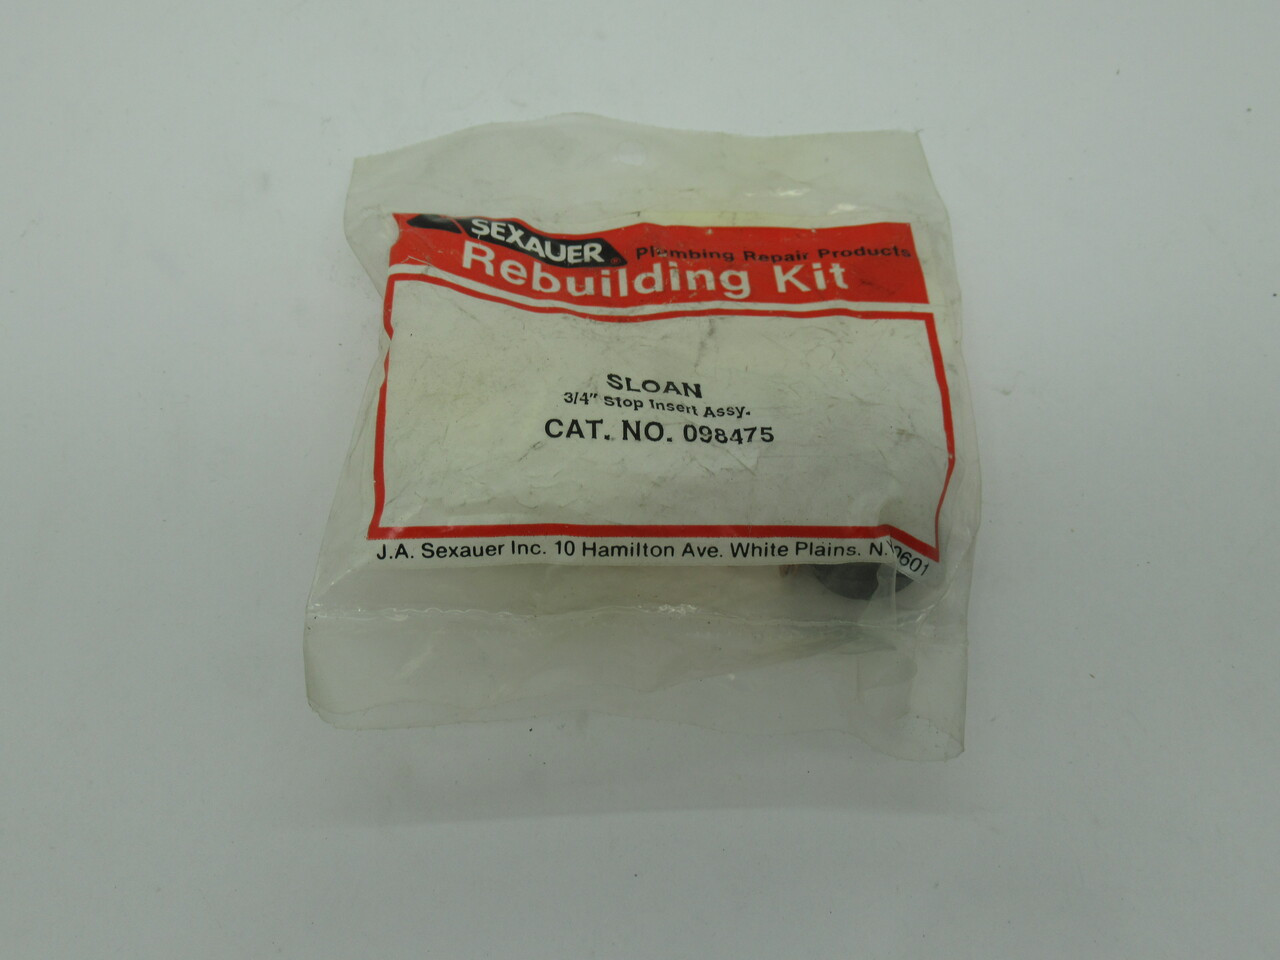 SEXAUER
Plumbing Repair Products
Rebuilding Kit
SLOAN
3/4" Stop Insert Assy.
CAT. NO. 098475
J.A. Sexauer Inc. 10 Hamilton Ave. White Plains. N. 0601